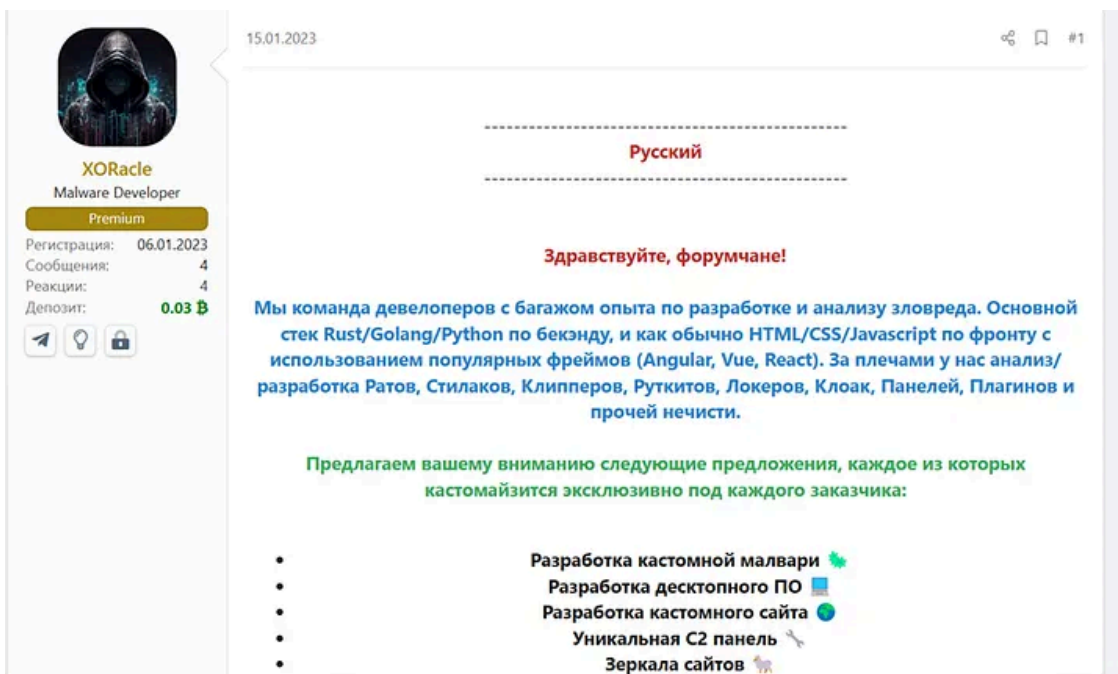 15.01.2023
#1
XORacle
Malware Developer
Premium
Регистрация: 06.01.2023
Сообщения: 4
Реакции: 4
Депозит: 0.03 ₿
------------------------------------------------
Русский
------------------------------------------------
Здравствуйте, форумчане!
Мы команда девелоперов с багажом опыта по разработке и анализу зловреда. Основной
стек Rust/Golang/Python по бекэнду, и как обычно HTML/CSS/Javascript по фронту с
использованием популярных фреймов (Angular, Vue, React). За плечами у нас анализ/
разработка Ратов, Стилаков, Клипперов, Руткитов, Локеров, Клоак, Панелей, Плагинов и
прочей нечисти.
Предлагаем вашему вниманию следующие предложения, каждое из которых
кастомайзится эксклюзивно под каждого заказчика:
• Разработка кастомной малвари 🦠
• Разработка десктопного ПО 💻
• Разработка кастомного сайта 🌍
• Уникальная C2 панель 🔧
• Зеркала сайтов 🐑